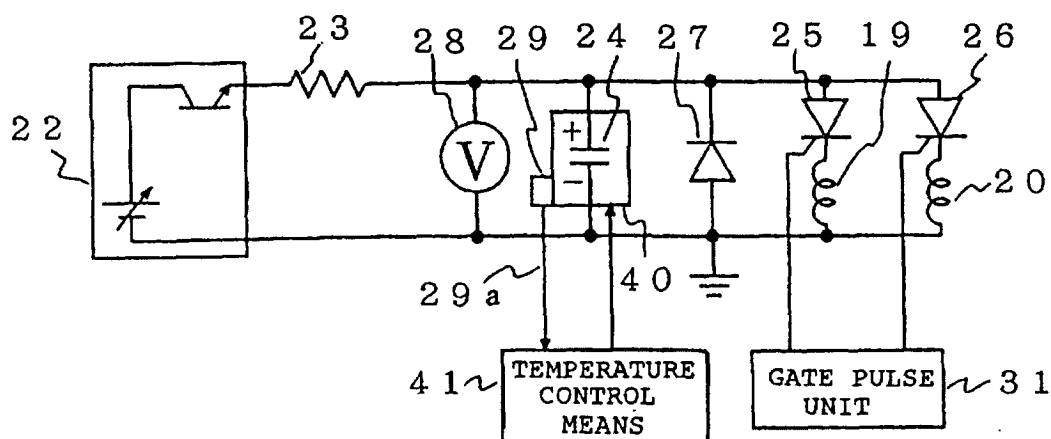 23
28
29
24
27
25
19
26
22
V
+
−
20
29a
40
41
TEMPERATURE
CONTROL
MEANS
GATE PULSE
UNIT
31